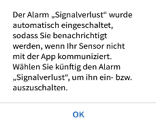 Der Alarm „Signalverlust“ wurde
automatisch eingeschaltet,
sodass Sie benachrichtigt
werden, wenn Ihr Sensor nicht
mit der App kommuniziert.
Wählen Sie künftig den Alarm
„Signalverlust“, um ihn ein- bzw.
auszuschalten.
OK